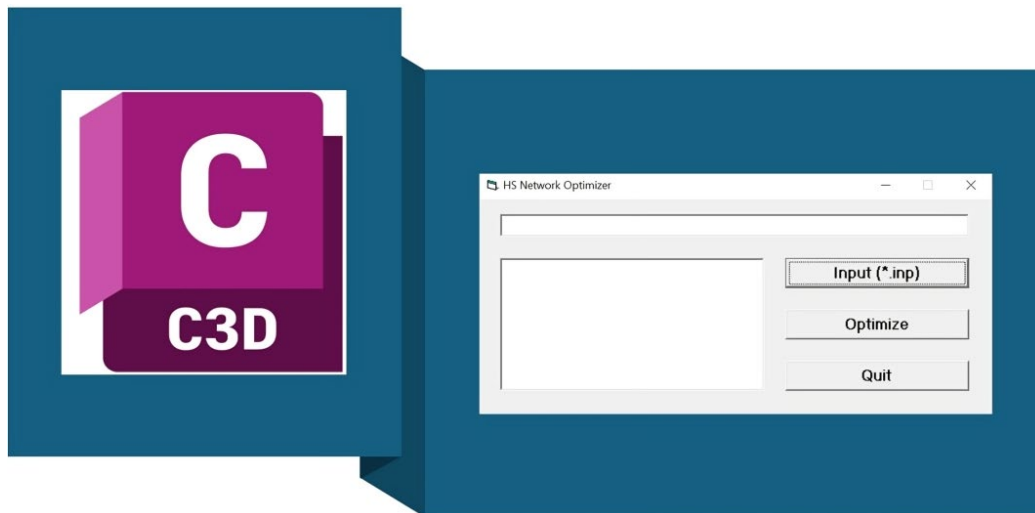 C
C3D
HS Network Optimizer
Input (*.inp)
Optimize
Quit